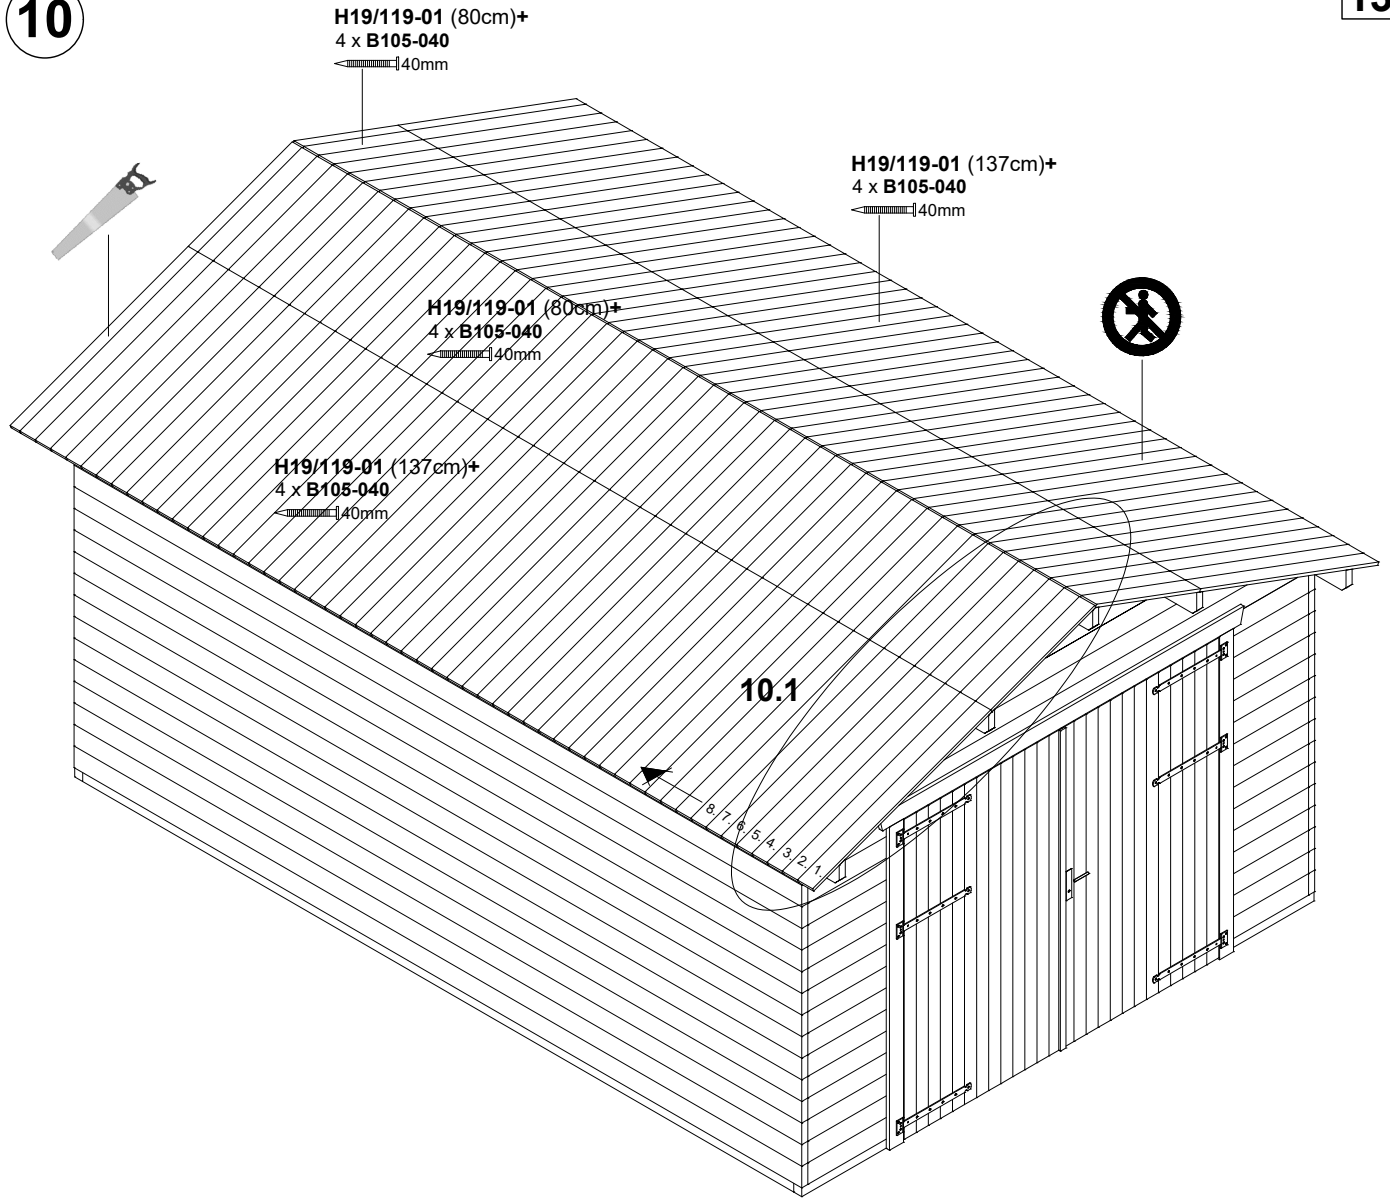 10
H19/119-01 (80cm)+
4 x B105-040
40mm
H19/119-01 (137cm)+
4 x B105-040
40mm
H19/119-01 (80cm)+
4 x B105-040
40mm
H19/119-01 (137cm)+
4 x B105-040
40mm
10.1
8. 7. 6. 5. 4. 3. 2. 1.